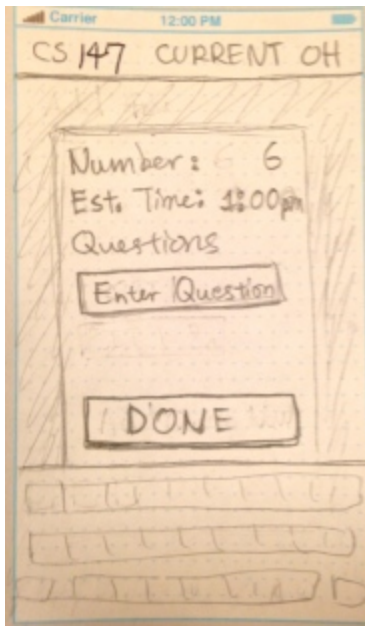 Carrier 12:00 PM
CS 147 CURRENT OH
Number: 6
Est. Time: 1:00pm
Questions
Enter Question
DONE